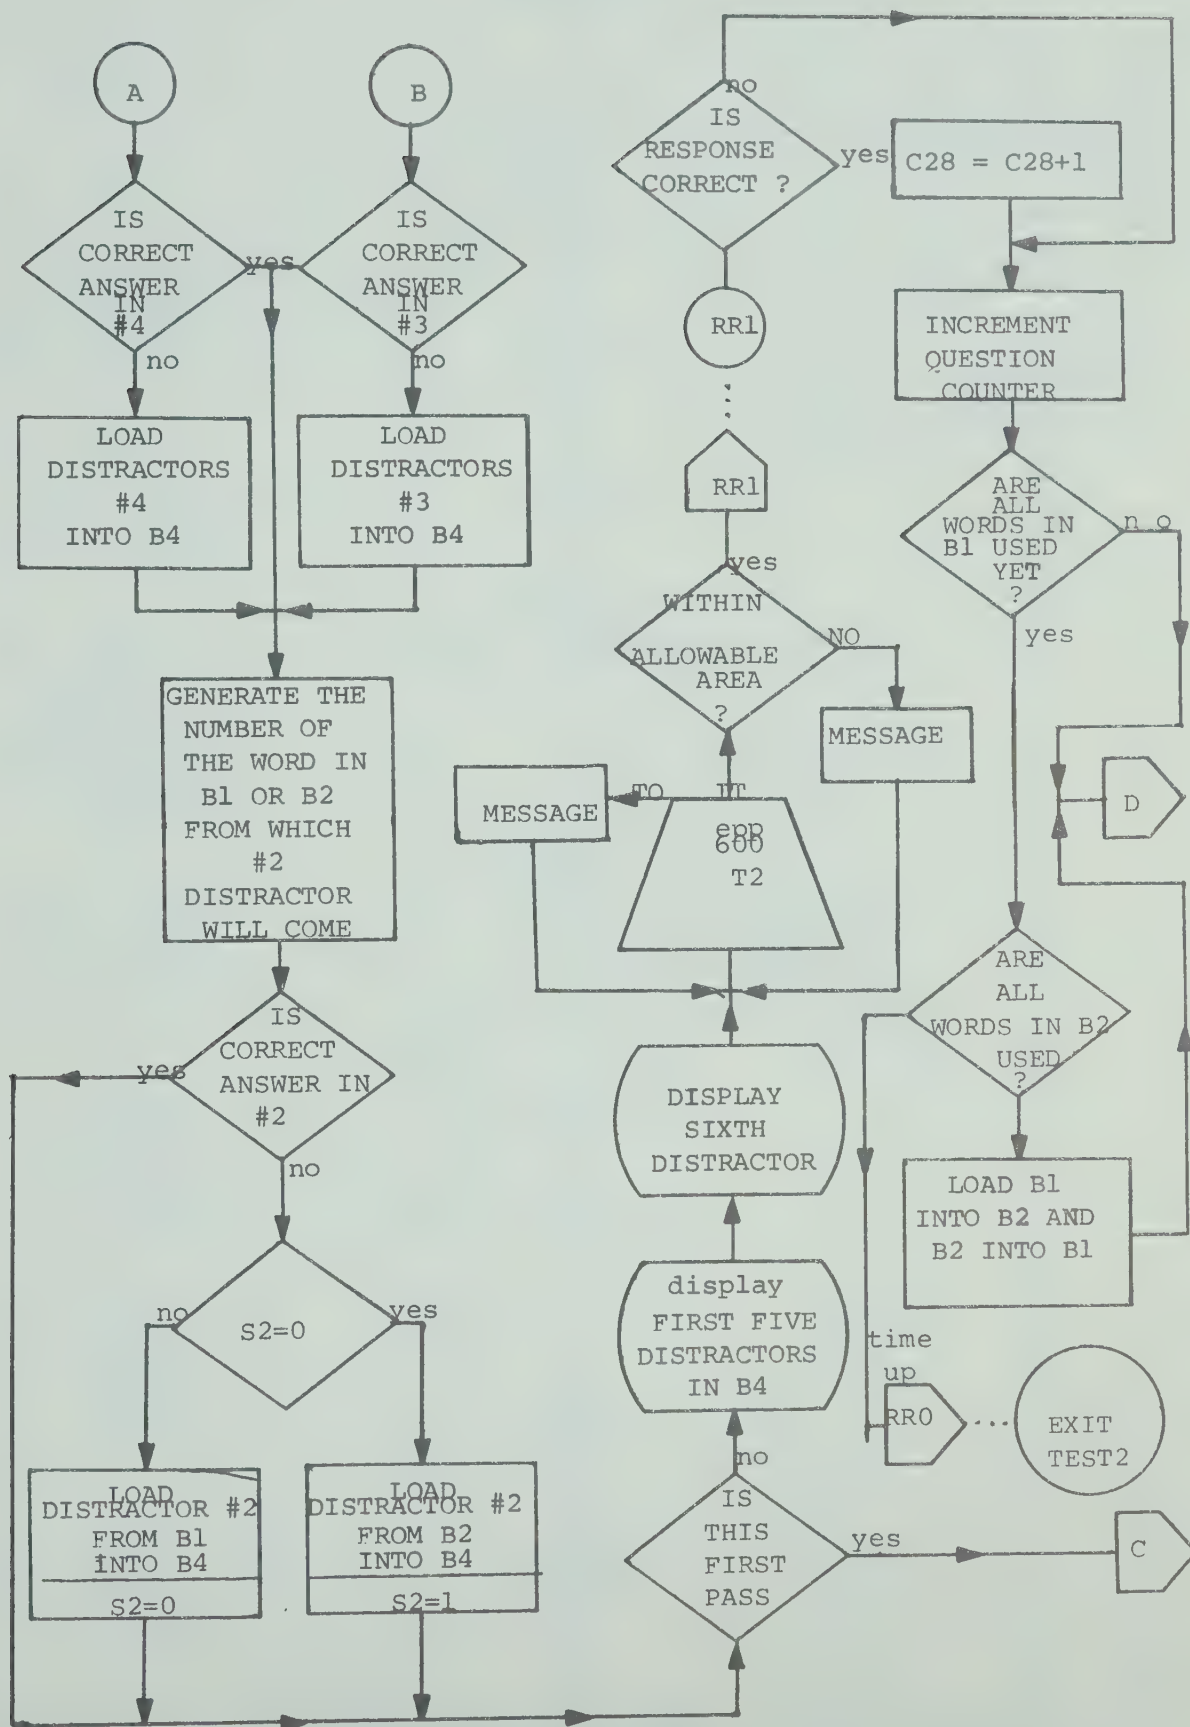 A
IS
CORRECT
ANSWER
IN
#4
no
LOAD
DISTRACTORS
#4
INTO B4
yes
B
IS
CORRECT
ANSWER
IN
#3
no
LOAD
DISTRACTORS
#3
INTO B4
GENERATE THE
NUMBER OF
THE WORD IN
B1 OR B2
FROM WHICH
#2
DISTRACTOR
WILL COME
IS
CORRECT
ANSWER IN
#2
yes
no
S2=0
no
yes
LOAD
DISTRACTOR #2
FROM B1
INTO B4
S2=0
LOAD
DISTRACTOR #2
FROM B2
INTO B4
S2=1
no
IS
RESPONSE
CORRECT ?
yes
C28 = C28+1
RR1
RR1
yes
WITHIN
ALLOWABLE
AREA
?
NO
MESSAGE
MESSAGE
TO UT
epp
600
T2
DISPLAY
SIXTH
DISTRACTOR
display
FIRST FIVE
DISTRACTORS
IN B4
no
IS
THIS
FIRST
PASS
yes
C
INCREMENT
QUESTION
COUNTER
ARE
ALL
WORDS IN
B1 USED
YET
?
n o
yes
D
ARE
ALL
WORDS IN B2
USED
?
LOAD B1
INTO B2 AND
B2 INTO B1
time
up
RR0
....
EXIT
TEST2